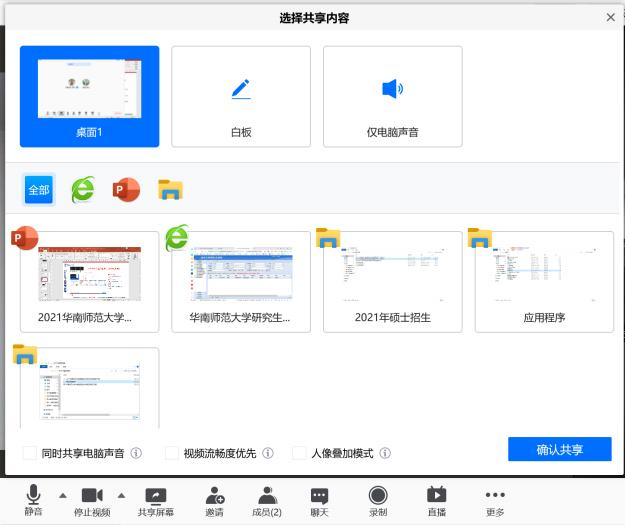 选择共享内容
桌面1
白板
仅电脑声音
全部
2021华南师范大学...
华南师范大学研究生...
2021年硕士招生
应用程序
同时共享电脑声音
视频流畅度优先
人像叠加模式
确认共享
静音
停止视频
共享屏幕
邀请
成员(2)
聊天
录制
直播
更多